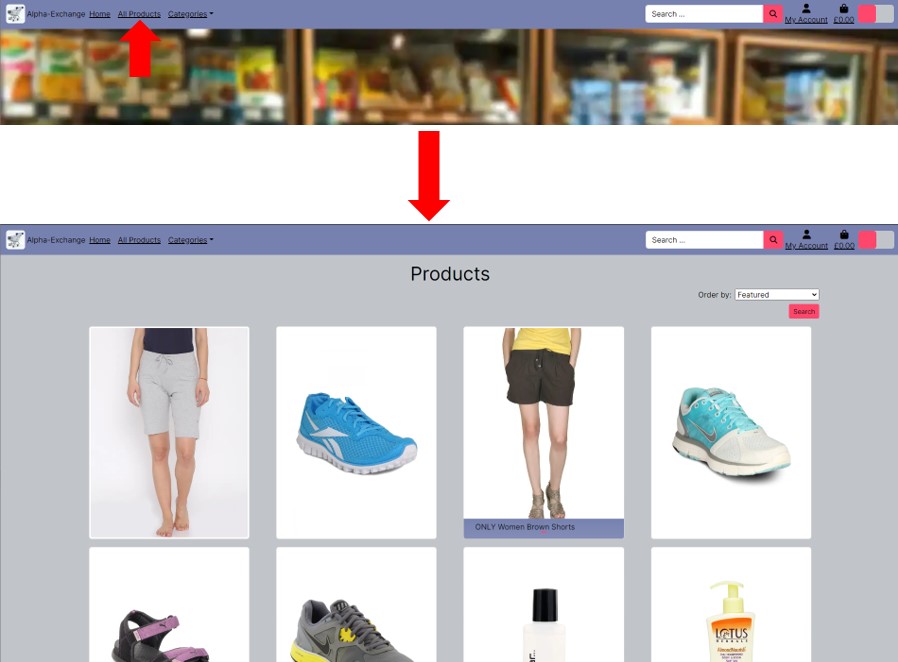 Alpha-Exchange Home All Products Categories Search ... My Account £0.00
Alpha-Exchange Home All Products Categories Search ... My Account £0.00
Products
Order by: Featured
Search
ONLY Women Brown Shorts
LOTUS
HERBALS